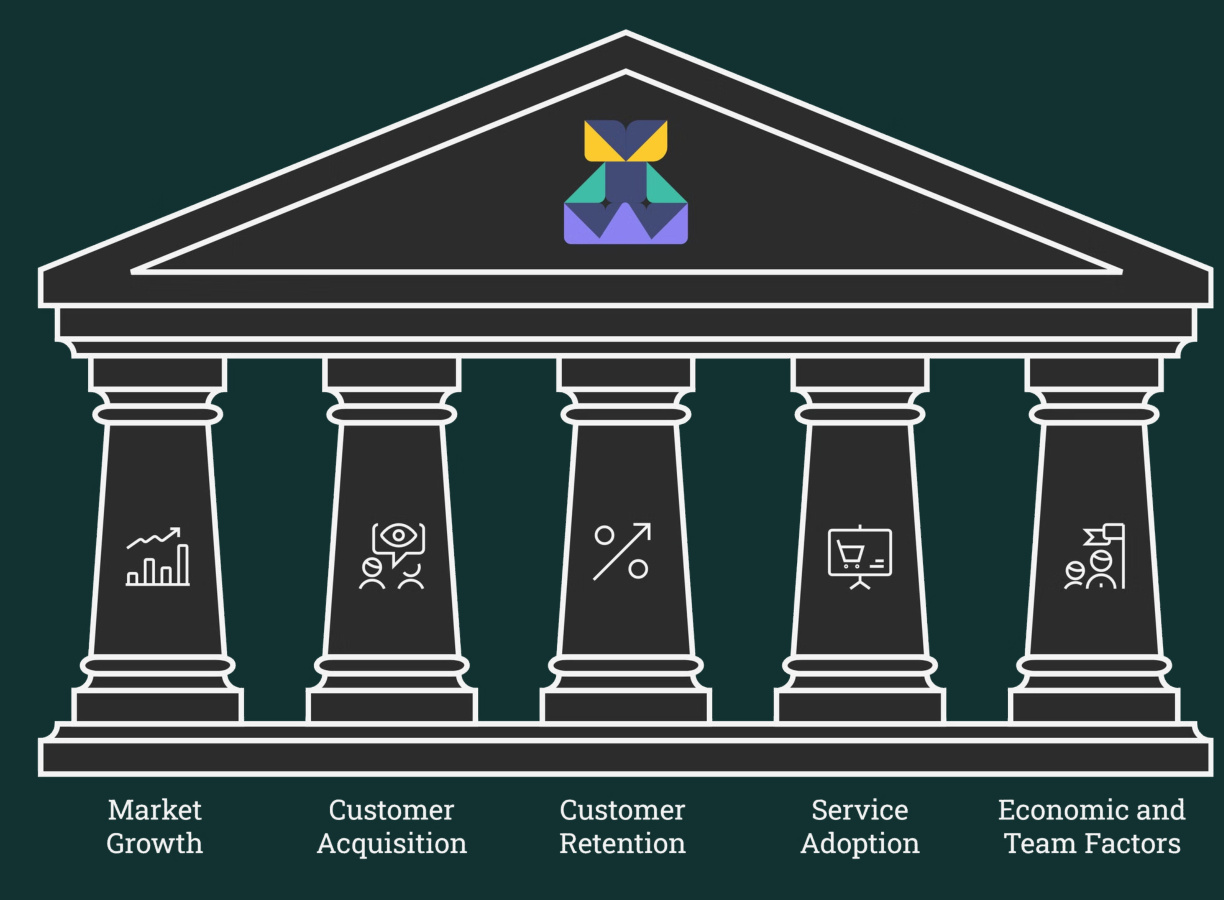 Market
Growth
Customer
Acquisition
Customer
Retention
Service
Adoption
Economic and
Team Factors